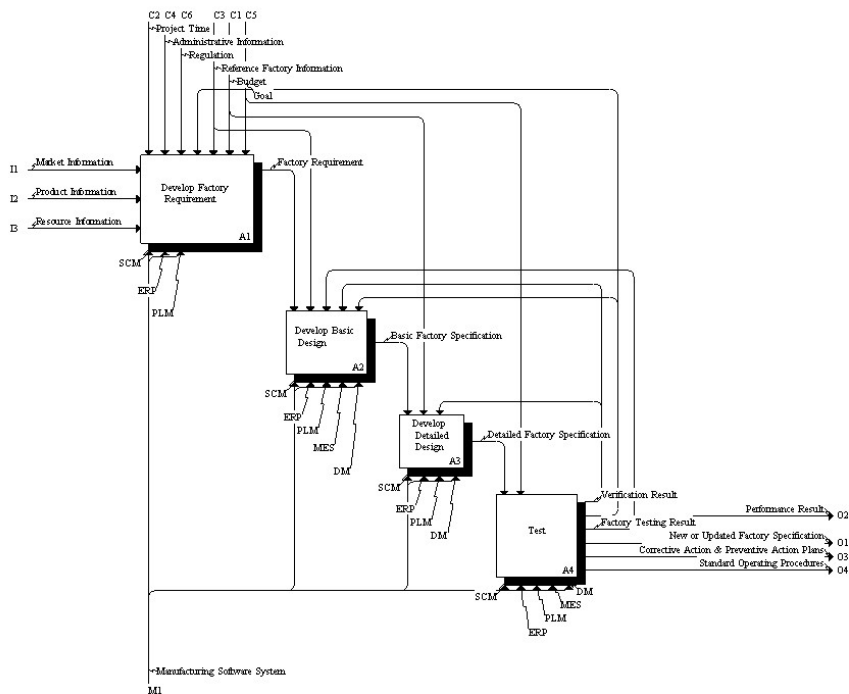 C2 C4 C6 C3 C1 C5
Project Time
Administrative Information
Regulation
Reference Factory Information
Budget
Goal
I1 Market Information
Factory Requirement
I2 Product Information
Develop Factory
Requirement
I3 Resource Information
A1
SCM
ERP
PLM
Develop Basic
Design
Basic Factory Specification
A2
SCM
ERP
PLM
MES
DM
Develop
Detailed
Design
Detailed Factory Specification
A3
SCM
ERP
PLM
DM
Verification Result
Performance Result O2
Test
Factory Testing Result
New or Updated Factory Specification O1
Corrective Action & Preventive Action Plans O3
Standard Operating Procedures O4
A4
SCM
DM
MES
PLM
ERP
Manufacturing Software System
M1